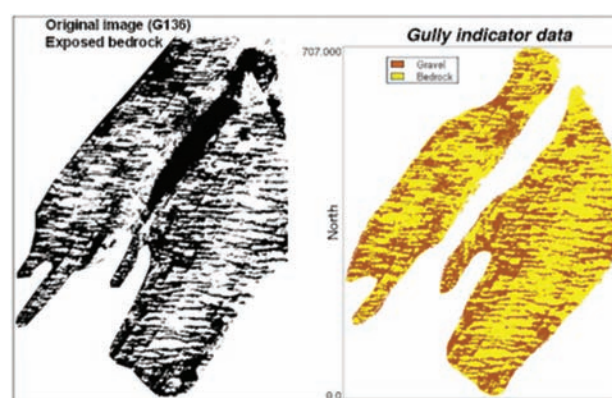 Original image (G136)
Exposed bedrock
Gully indicator data
707.000
Gravel
Bedrock
North
0.0